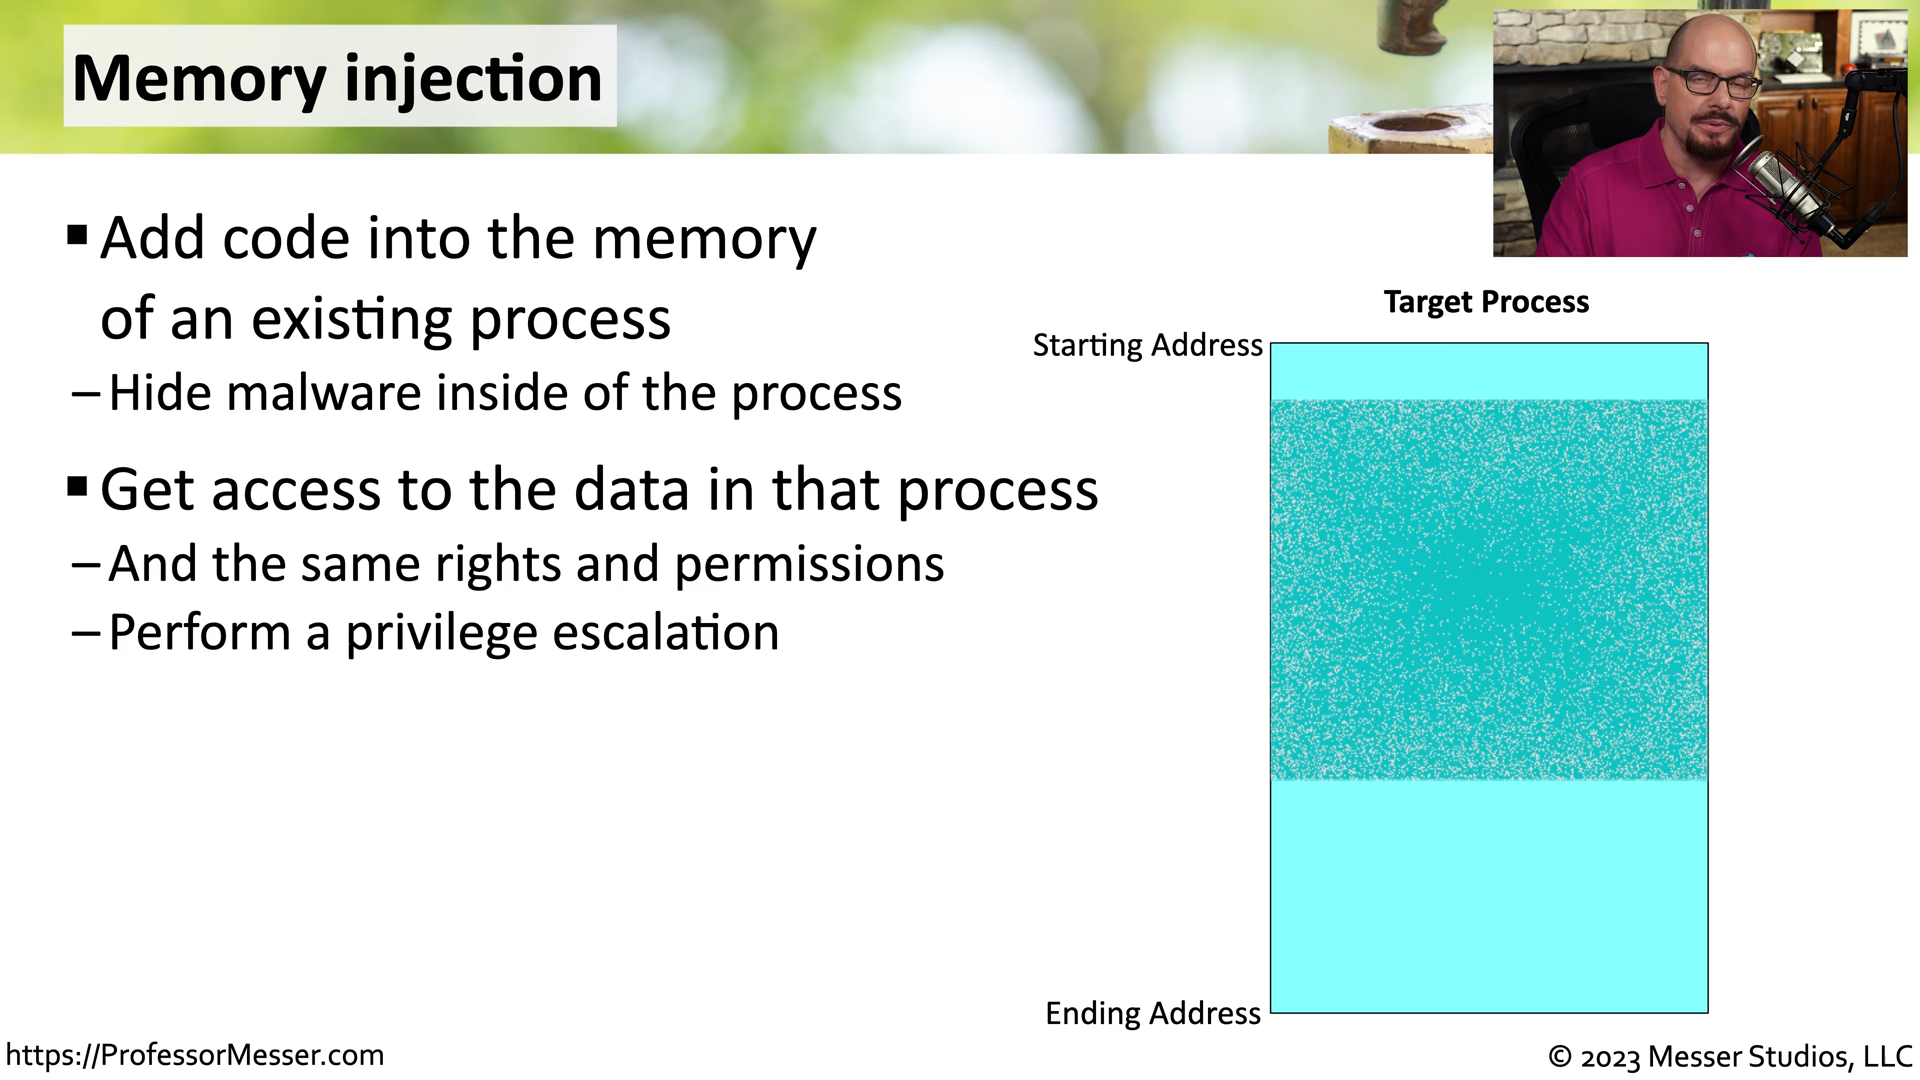 Memory injection
▪ Add code into the memory
of an existing process
– Hide malware inside of the process
▪ Get access to the data in that process
– And the same rights and permissions
– Perform a privilege escalation
Target Process
Starting Address
Ending Address
https://ProfessorMesser.com
© 2023 Messer Studios, LLC